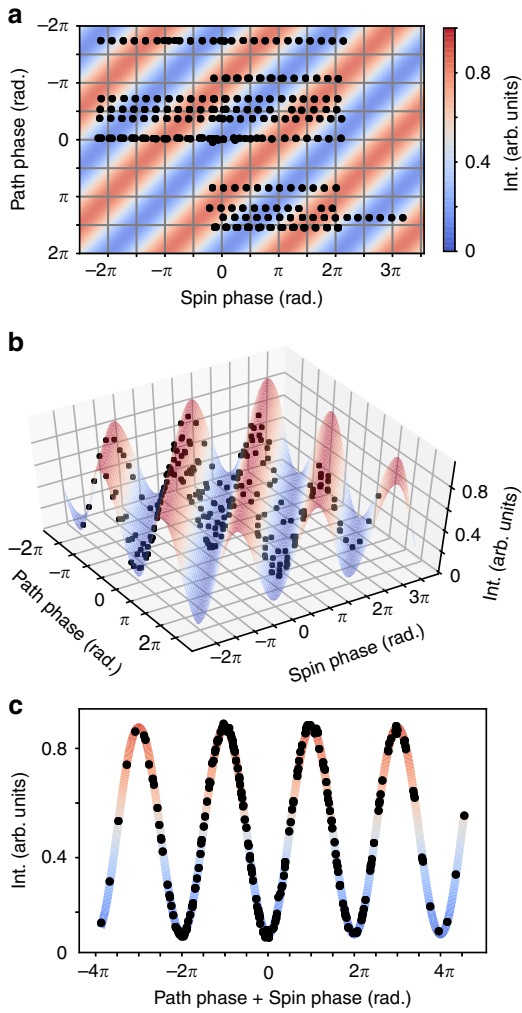 a
−2π
−π
0
π
2π
Path phase (rad.)
−2π −π 0 π 2π 3π
Spin phase (rad.)
0.8
0.4
0
Int. (arb. units)
b
−2π
−π
0
π
2π
Path phase (rad.)
−2π
−π
0
π
2π
3π
Spin phase (rad.)
0.8
0.4
0
Int. (arb. units)
c
0.8
0.4
0
Int. (arb. units)
−4π −2π 0 2π 4π
Path phase + Spin phase (rad.)